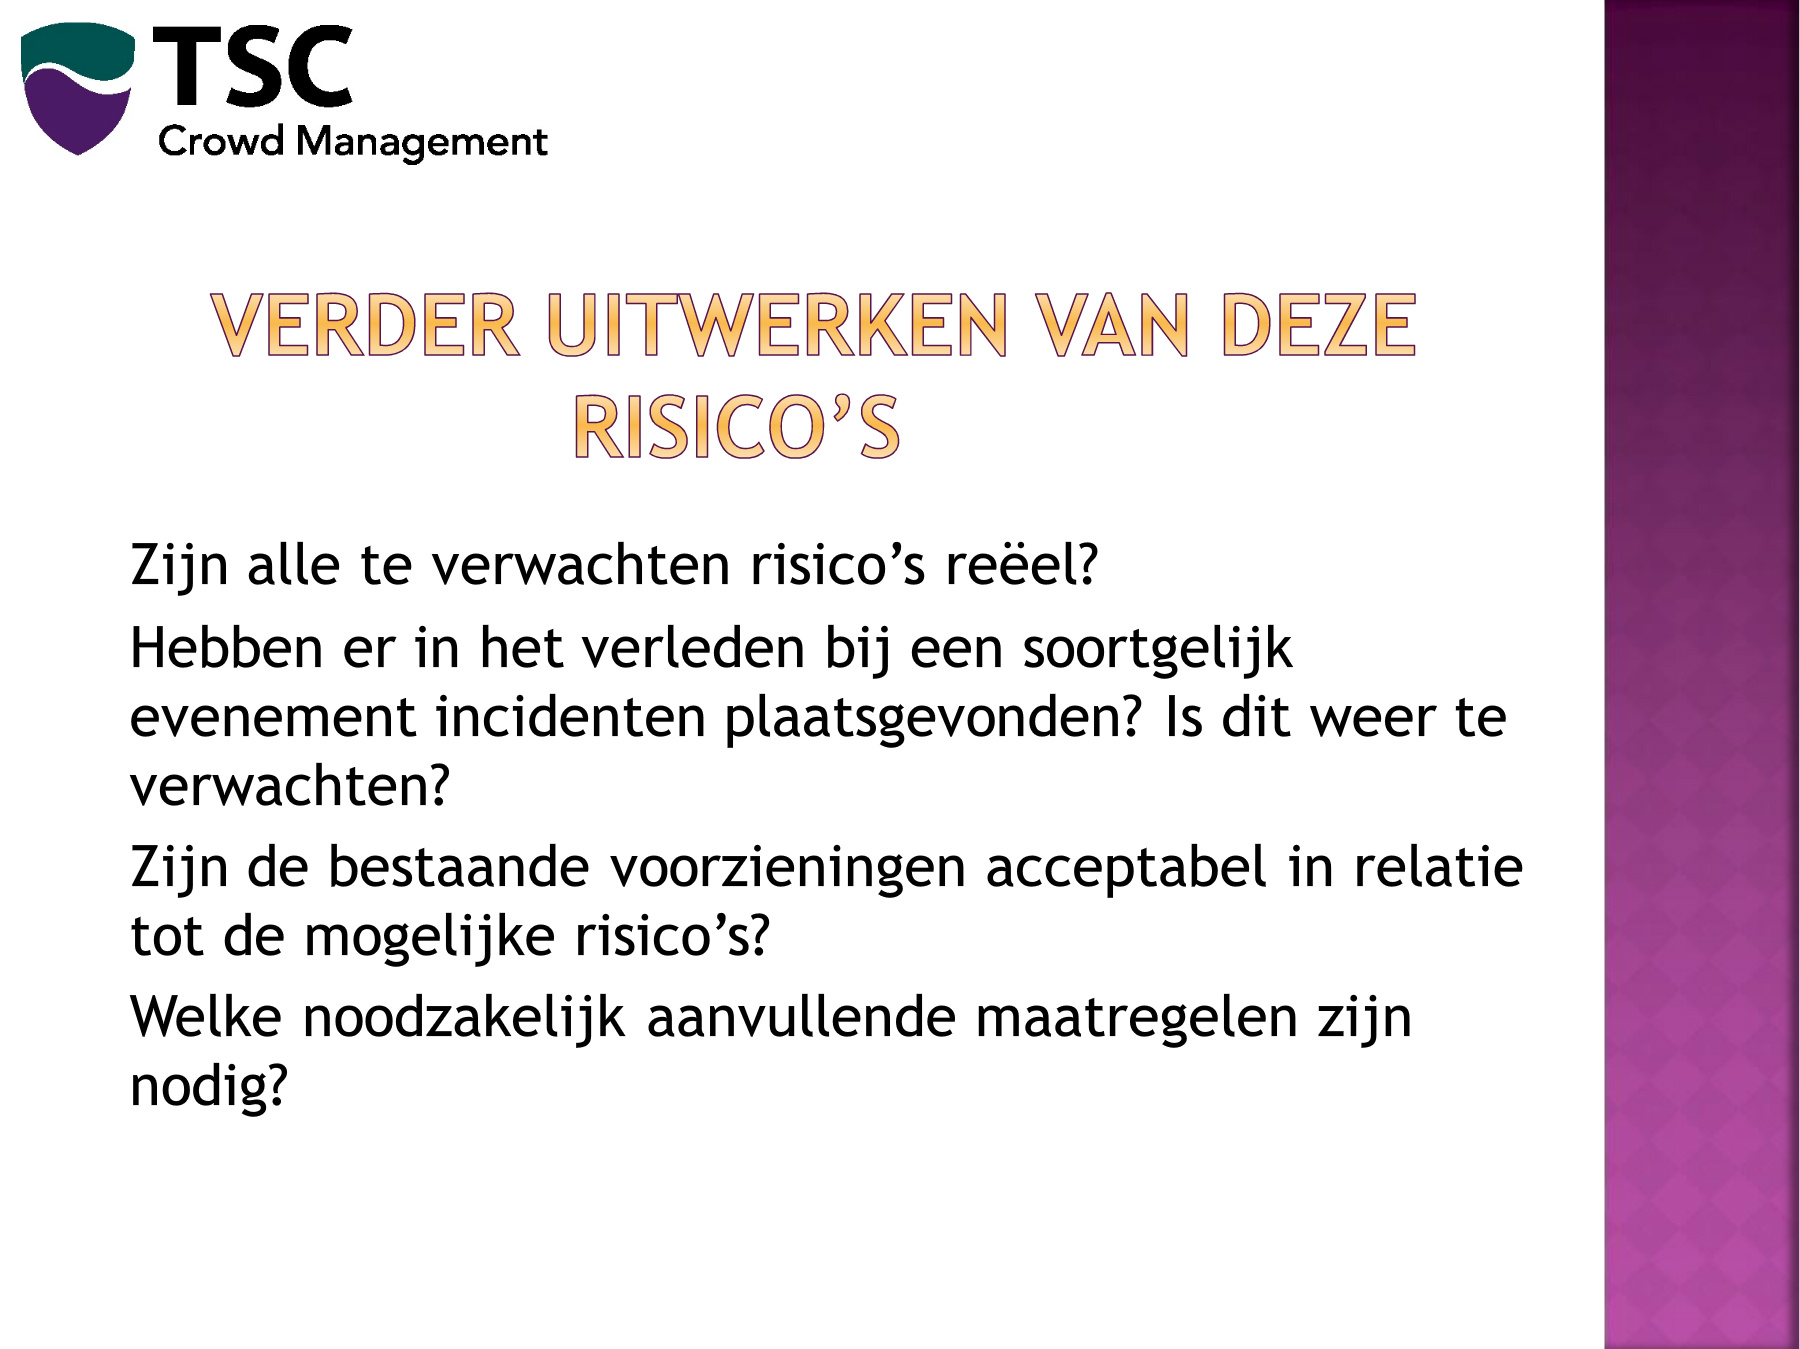 TSC
Crowd Management
VERDER UITWERKEN VAN DEZE
RISICO’S
Zijn alle te verwachten risico’s reëel?
Hebben er in het verleden bij een soortgelijk
evenement incidenten plaatsgevonden? Is dit weer te
verwachten?
Zijn de bestaande voorzieningen acceptabel in relatie
tot de mogelijke risico’s?
Welke noodzakelijk aanvullende maatregelen zijn
nodig?